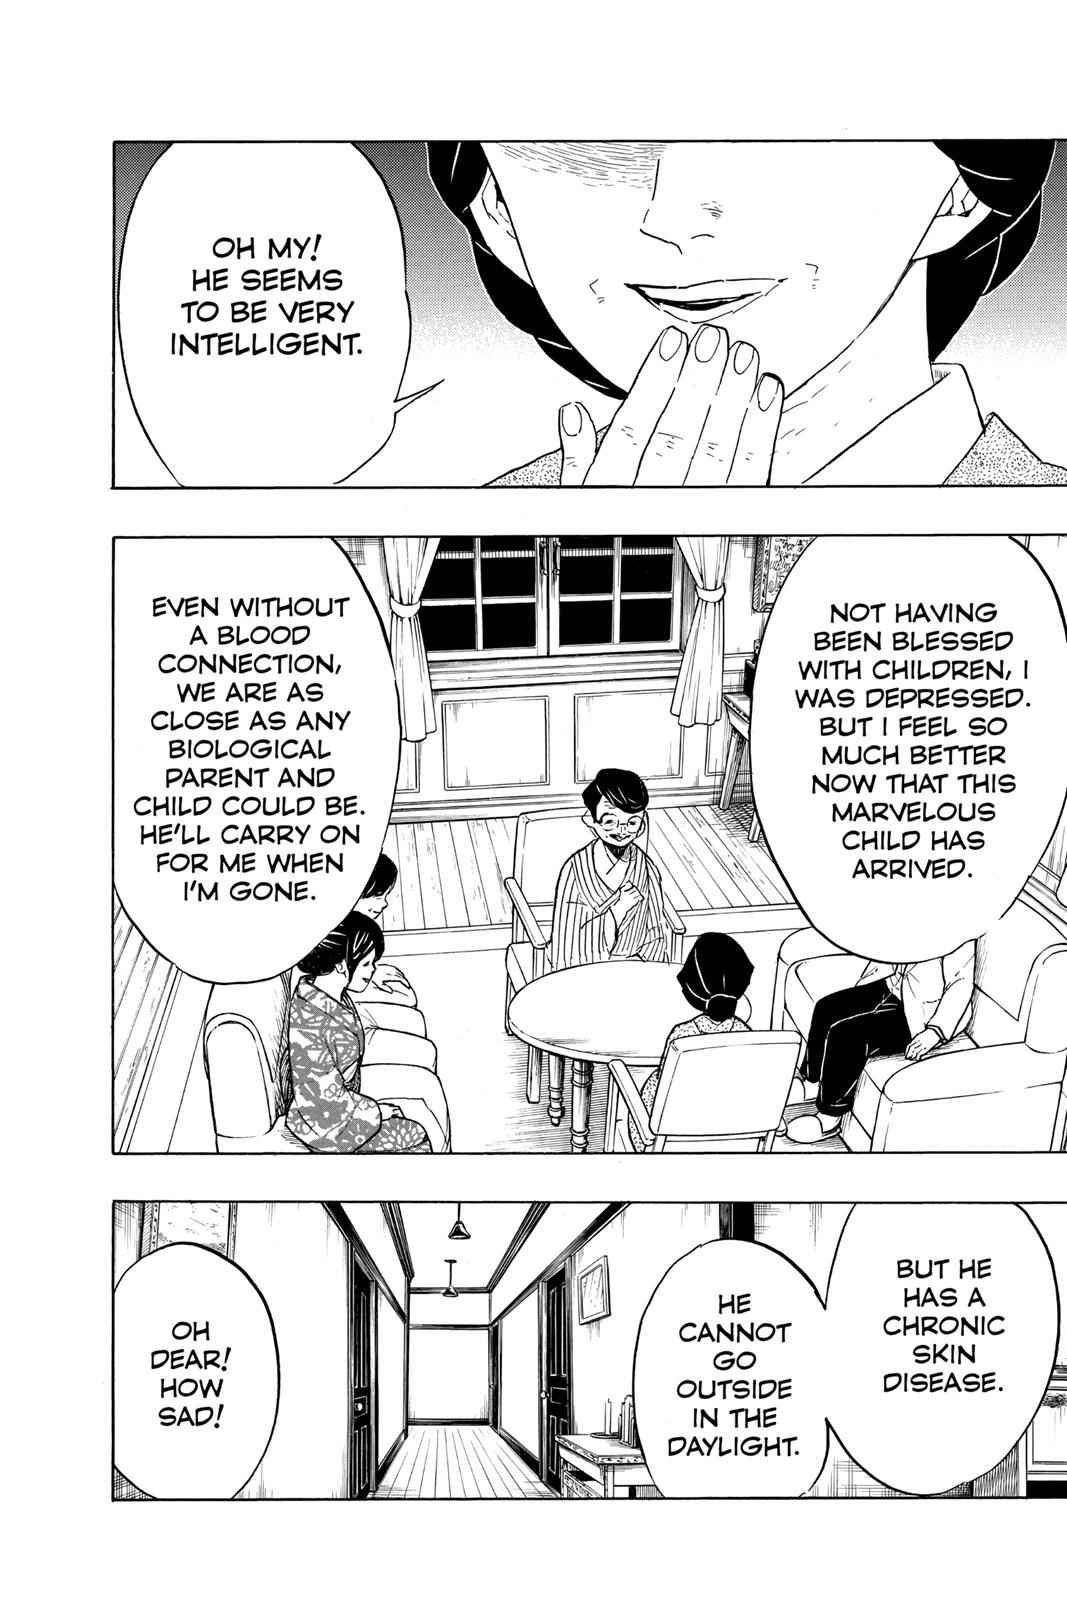 OH MY!
HE SEEMS
TO BE VERY
INTELLIGENT.
NOT HAVING
BEEN BLESSED
WITH CHILDREN, I
WAS DEPRESSED.
BUT I FEEL SO
MUCH BETTER
NOW THAT THIS
MARVELOUS
CHILD HAS
ARRIVED.
EVEN WITHOUT
A BLOOD
CONNECTION,
WE ARE AS
CLOSE AS ANY
BIOLOGICAL
PARENT AND
CHILD COULD BE.
HE'LL CARRY ON
FOR ME WHEN
I'M GONE.
BUT HE
HAS A
CHRONIC
SKIN
DISEASE.
HE
CANNOT
GO
OUTSIDE
IN THE
DAYLIGHT.
OH
DEAR!
HOW
SAD!